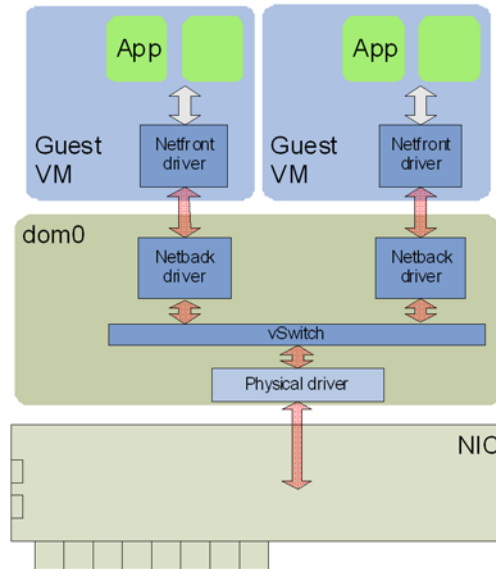 App
App
Guest
VM
Netfront
driver
Guest
VM
Netfront
driver
dom0
Netback
driver
Netback
driver
vSwitch
Physical driver
NIC